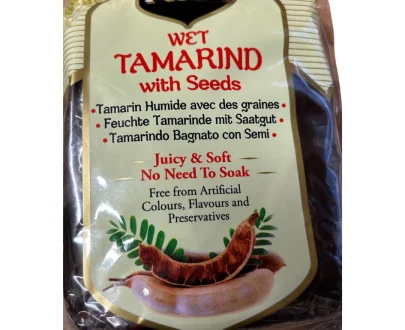 WET
TAMARIND
with Seeds
•Tamarin Humide avec des graines•
•Feuchte Tamarinde mit Saatgut•
•Tamarindo Bagnato con Semi•
Juicy & Soft
No Need To Soak
Free from Artificial
Colours, Flavours and
Preservatives